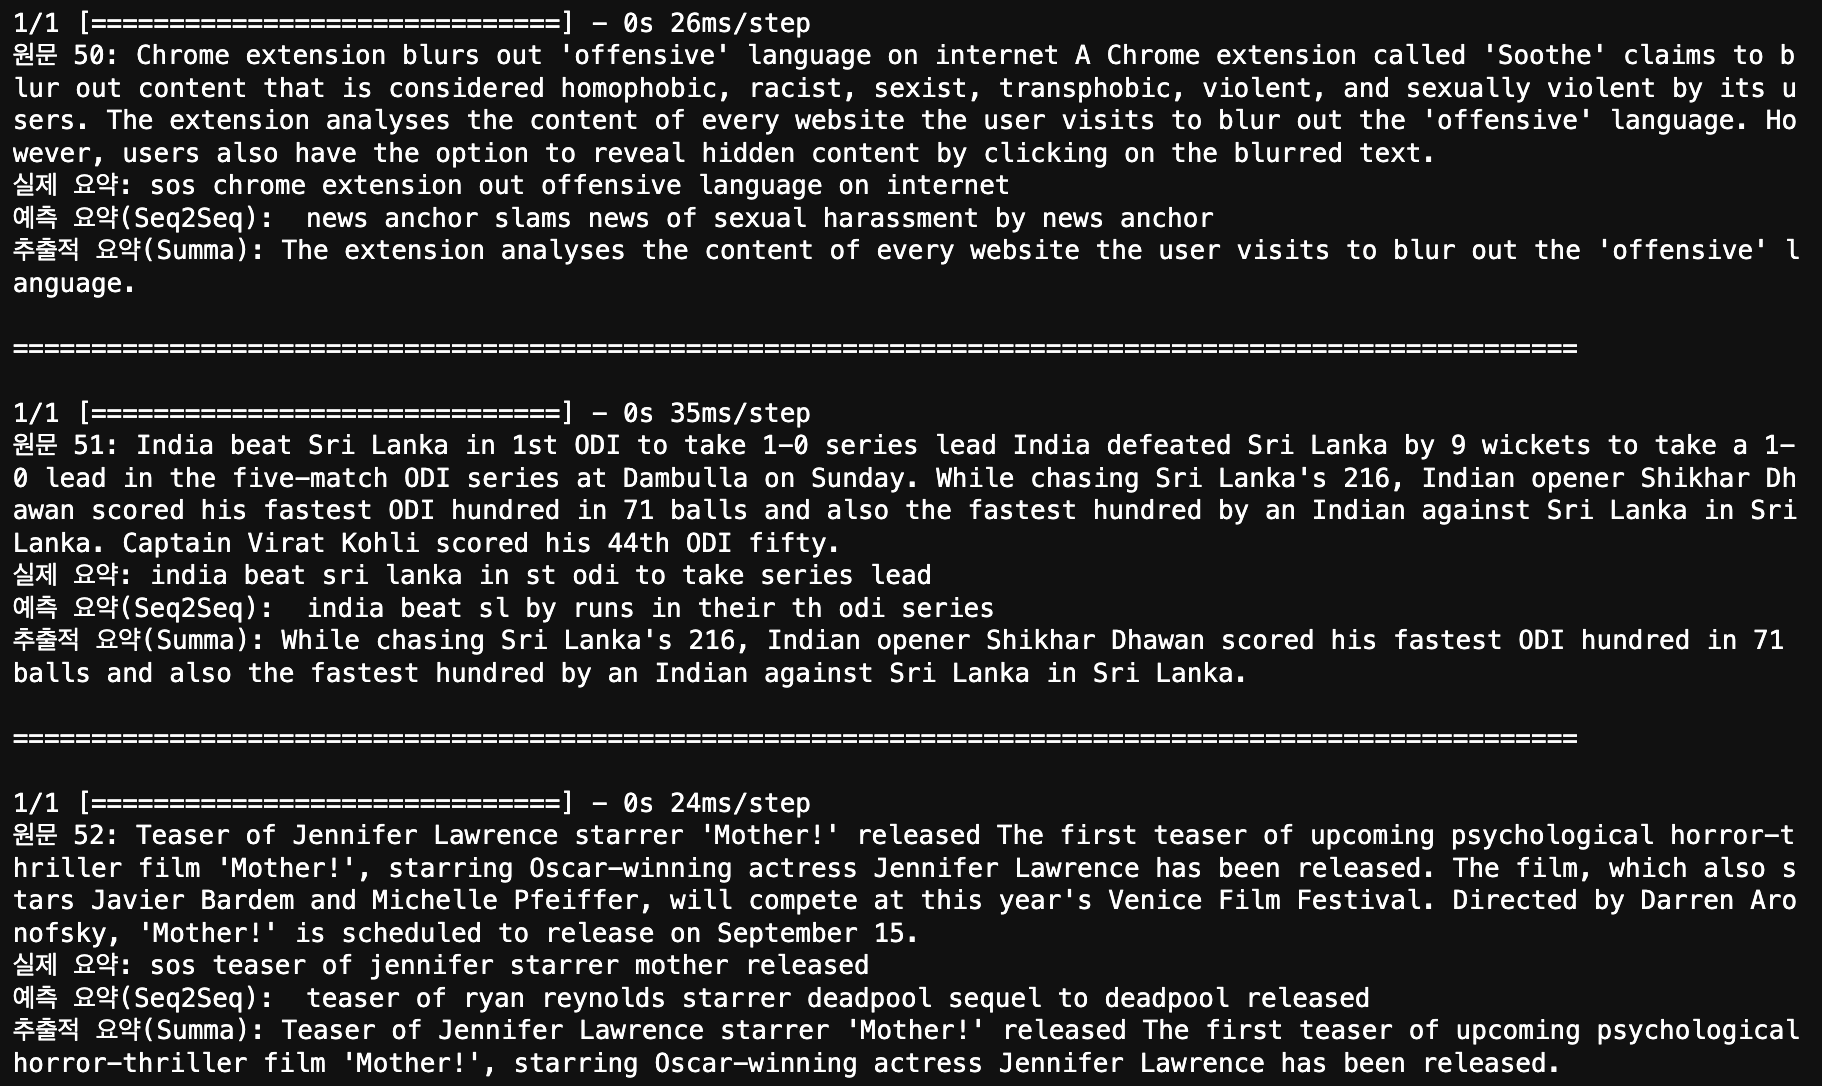 1/1 [==============================] - 0s 26ms/step
원문 50: Chrome extension blurs out 'offensive' language on internet A Chrome extension called 'Soothe' claims to b
lur out content that is considered homophobic, racist, sexist, transphobic, violent, and sexually violent by its u
sers. The extension analyses the content of every website the user visits to blur out the 'offensive' language. Ho
wever, users also have the option to reveal hidden content by clicking on the blurred text.
실제 요약: sos chrome extension out offensive language on internet
예측 요약(Seq2Seq):  news anchor slams news of sexual harassment by news anchor
추출적 요약(Summa): The extension analyses the content of every website the user visits to blur out the 'offensive' l
anguage.
====================================================================================================
1/1 [==============================] - 0s 35ms/step
원문 51: India beat Sri Lanka in 1st ODI to take 1-0 series lead India defeated Sri Lanka by 9 wickets to take a 1-
0 lead in the five-match ODI series at Dambulla on Sunday. While chasing Sri Lanka's 216, Indian opener Shikhar Dh
awan scored his fastest ODI hundred in 71 balls and also the fastest hundred by an Indian against Sri Lanka in Sri
Lanka. Captain Virat Kohli scored his 44th ODI fifty.
실제 요약: india beat sri lanka in st odi to take series lead
예측 요약(Seq2Seq):  india beat sl by runs in their th odi series
추출적 요약(Summa): While chasing Sri Lanka's 216, Indian opener Shikhar Dhawan scored his fastest ODI hundred in 71
balls and also the fastest hundred by an Indian against Sri Lanka in Sri Lanka.
====================================================================================================
1/1 [==============================] - 0s 24ms/step
원문 52: Teaser of Jennifer Lawrence starrer 'Mother!' released The first teaser of upcoming psychological horror-t
hriller film 'Mother!', starring Oscar-winning actress Jennifer Lawrence has been released. The film, which also s
tars Javier Bardem and Michelle Pfeiffer, will compete at this year's Venice Film Festival. Directed by Darren Aro
nofsky, 'Mother!' is scheduled to release on September 15.
실제 요약: sos teaser of jennifer starrer mother released
예측 요약(Seq2Seq):  teaser of ryan reynolds starrer deadpool sequel to deadpool released
추출적 요약(Summa): Teaser of Jennifer Lawrence starrer 'Mother!' released The first teaser of upcoming psychological
horror-thriller film 'Mother!', starring Oscar-winning actress Jennifer Lawrence has been released.